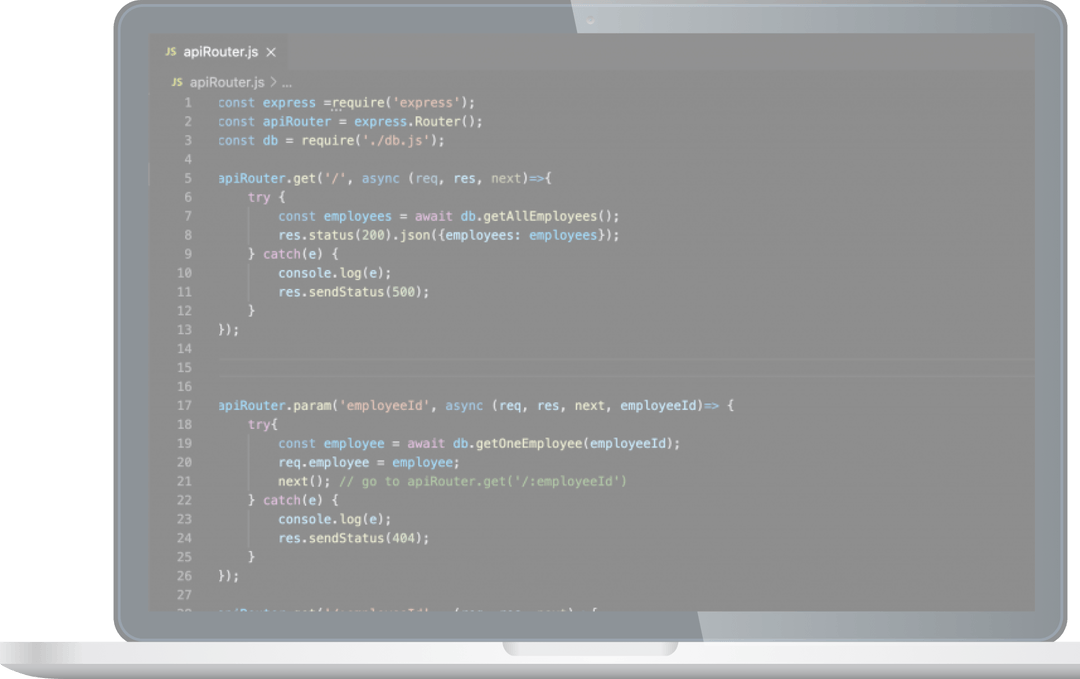 JS apiRouter.js ×
JS apiRouter.js > ...
1 const express =require('express');
2 const apiRouter = express.Router();
3 const db = require('./db.js');
4
5 apiRouter.get('/', async (req, res, next)=>{
6 try {
7 const employees = await db.getAllEmployees();
8 res.status(200).json({employees: employees});
9 } catch(e) {
10 console.log(e);
11 res.sendStatus(500);
12 }
13 });
14
15
16
17 apiRouter.param('employeeId', async (req, res, next, employeeId)=> {
18 try{
19 const employee = await db.getOneEmployee(employeeId);
20 req.employee = employee;
21 next(); // go to apiRouter.get('/:employeeId')
22 } catch(e) {
23 console.log(e);
24 res.sendStatus(404);
25 }
26 });
27